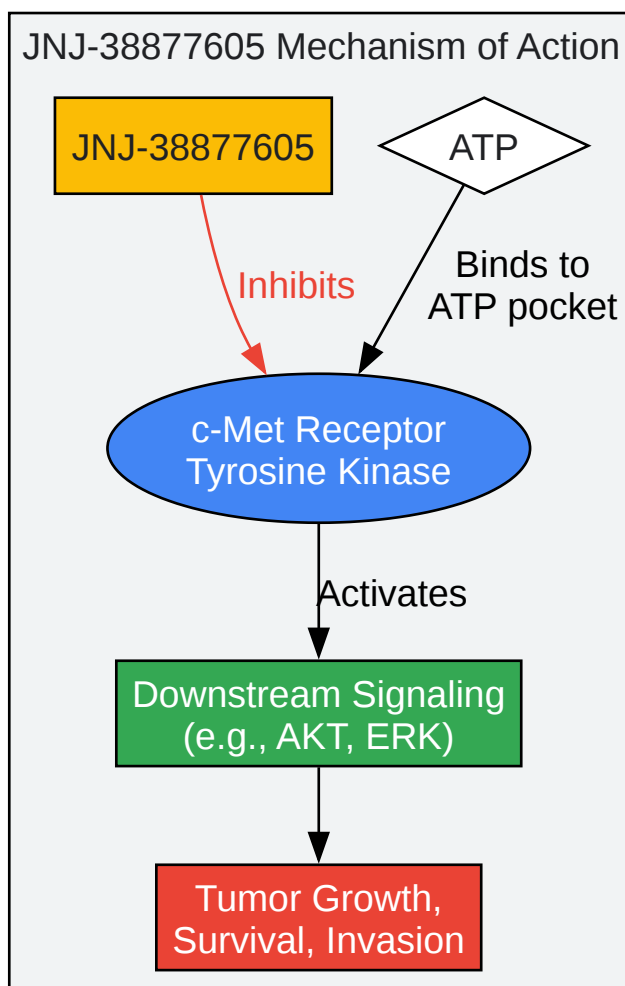 JNJ-38877605 Mechanism of Action
JNJ-38877605
ATP
Inhibits
Binds to
ATP pocket
c-Met Receptor
Tyrosine Kinase
Activates
Downstream Signaling
(e.g., AKT, ERK)
Tumor Growth,
Survival, Invasion